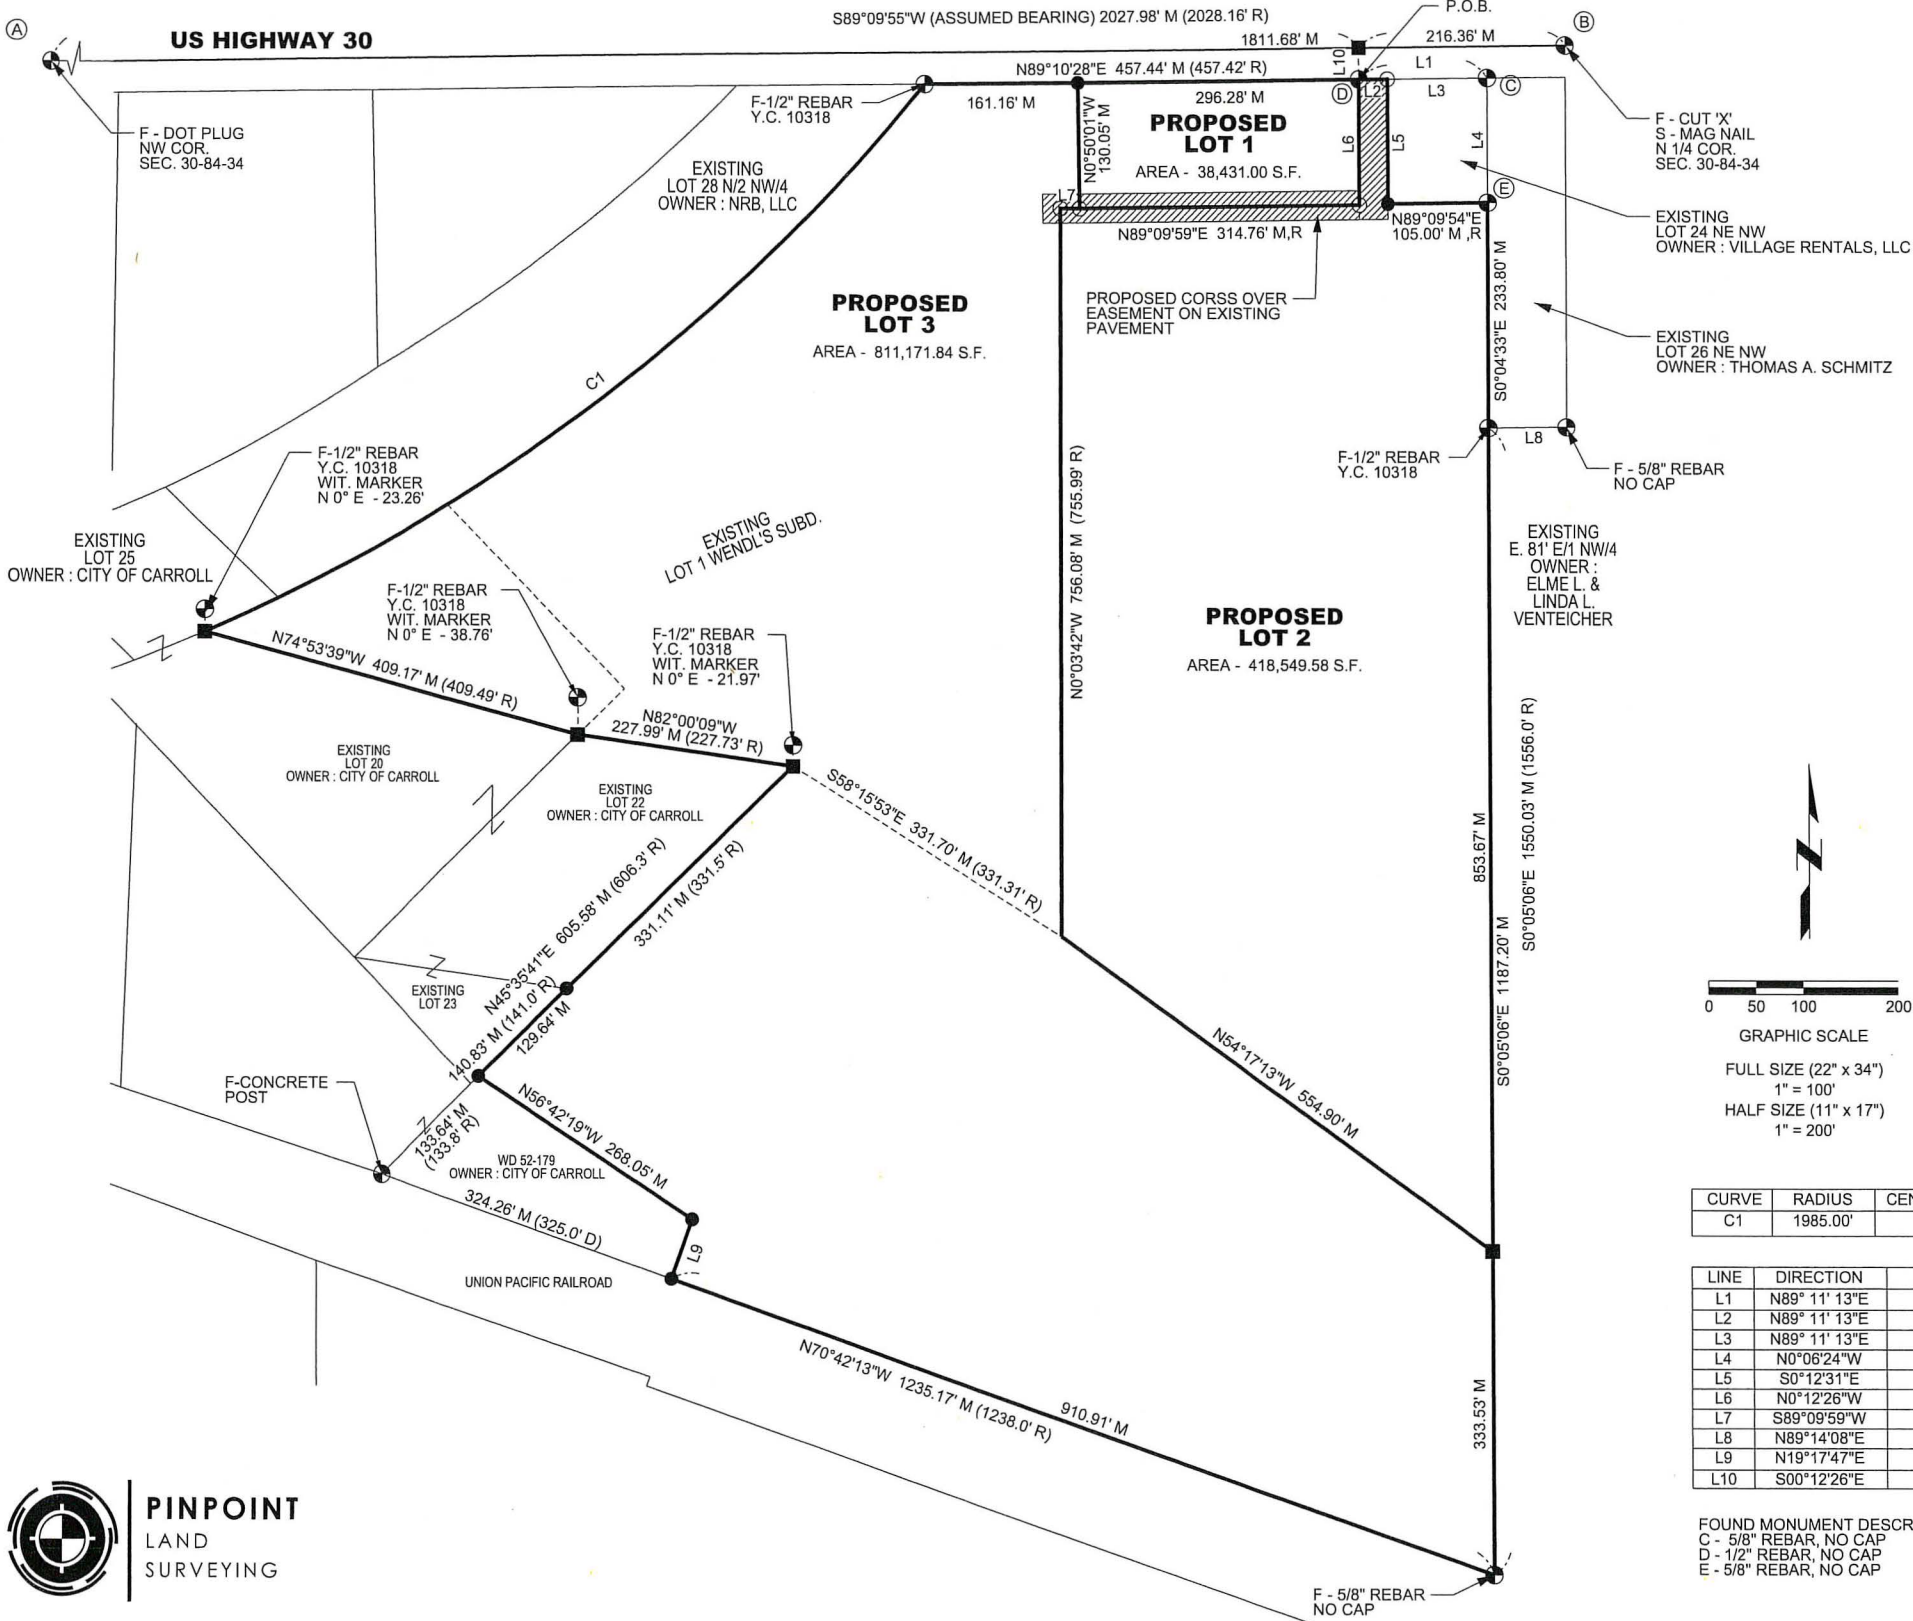 A
US HIGHWAY 30
S89°09'55"W (ASSUMED BEARING) 2027.98' M (2028.16' R)
P.O.B.
B
1811.68' M
216.36' M
L10
L1
N89°10'28"E 457.44' M (457.42' R)
161.16' M
296.28' M
D
L2
L3
C
F - DOT PLUG
NW COR.
SEC. 30-84-34
F-1/2" REBAR
Y.C. 10318
F - CUT 'X'
S - MAG NAIL
N 1/4 COR.
SEC. 30-84-34
N0°50'01"W
130.05' M
PROPOSED
LOT 1
AREA - 38,431.00 S.F.
L6
L5
L4
E
L7
EXISTING
LOT 28 N/2 NW/4
OWNER : NRB, LLC
N89°09'59"E 314.76' M,R
N89°09'54"E
105.00' M ,R
EXISTING
LOT 24 NE NW
OWNER : VILLAGE RENTALS, LLC
PROPOSED CORSS OVER
EASEMENT ON EXISTING
PAVEMENT
S0°04'33"E 233.80' M
PROPOSED
LOT 3
AREA - 811,171.84 S.F.
EXISTING
LOT 26 NE NW
OWNER : THOMAS A. SCHMITZ
C1
F-1/2" REBAR
Y.C. 10318
L8
F - 5/8" REBAR
NO CAP
F-1/2" REBAR
Y.C. 10318
WIT. MARKER
N 0° E - 23.26'
N0°03'42"W 756.08' M (755.99' R)
EXISTING
LOT 25
OWNER : CITY OF CARROLL
EXISTING
LOT 1 WENDL'S SUBD.
EXISTING
E. 81' E/1 NW/4
OWNER :
ELME L. &
LINDA L.
VENTEICHER
F-1/2" REBAR
Y.C. 10318
WIT. MARKER
N 0° E - 38.76'
F-1/2" REBAR
Y.C. 10318
WIT. MARKER
N 0° E - 21.97'
PROPOSED
LOT 2
AREA - 418,549.58 S.F.
N74°53'39"W 409.17' M (409.49' R)
N82°00'09"W
227.99' M (227.73' R)
EXISTING
LOT 20
OWNER : CITY OF CARROLL
EXISTING
LOT 22
OWNER : CITY OF CARROLL
S58°15'53"E 331.70' M (331.31' R)
853.67' M
S0°05'06"E 1550.03' M (1556.0' R)
S0°05'06"E 1187.20' M
N45°35'41"E 605.58' M (606.3' R)
331.11' M (331.5' R)
EXISTING
LOT 23
140.83' M (141.0' R)
129.64' M
0 50 100 200
GRAPHIC SCALE
FULL SIZE (22" x 34")
1" = 100'
HALF SIZE (11" x 17")
1" = 200'
N54°17'13"W 554.90' M
F-CONCRETE
POST
133.64' M
(133.8' R)
N56°42'19"W 268.05' M
WD 52-179
OWNER : CITY OF CARROLL
324.26' M (325.0' D)
L9
UNION PACIFIC RAILROAD
CURVE RADIUS CEN
C1 1985.00'
LINE DIRECTION
L1 N89° 11' 13"E
L2 N89° 11' 13"E
L3 N89° 11' 13"E
L4 N0°06'24"W
L5 S0°12'31"E
L6 N0°12'26"W
L7 S89°09'59"W
L8 N89°14'08"E
L9 N19°17'47"E
L10 S00°12'26"E
N70°42'13"W 1235.17' M (1238.0' R)
910.91' M
333.53' M
PINPOINT
LAND
SURVEYING
FOUND MONUMENT DESCR
C - 5/8" REBAR, NO CAP
D - 1/2" REBAR, NO CAP
E - 5/8" REBAR, NO CAP
F - 5/8" REBAR
NO CAP